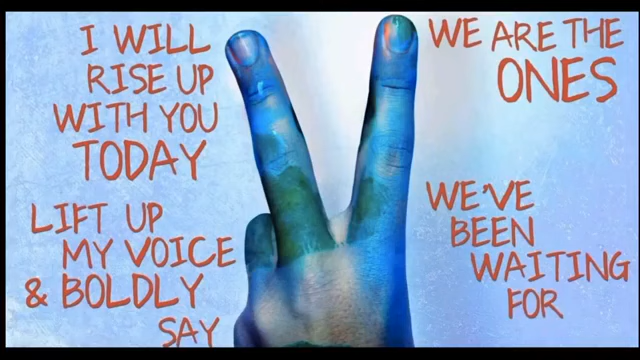 I WILL
RISE UP
WITH YOU
TODAY
LIFT UP
MY VOICE
& BOLDLY
SAY
WE ARE THE
ONES
WE'VE
BEEN
WAITING
FOR